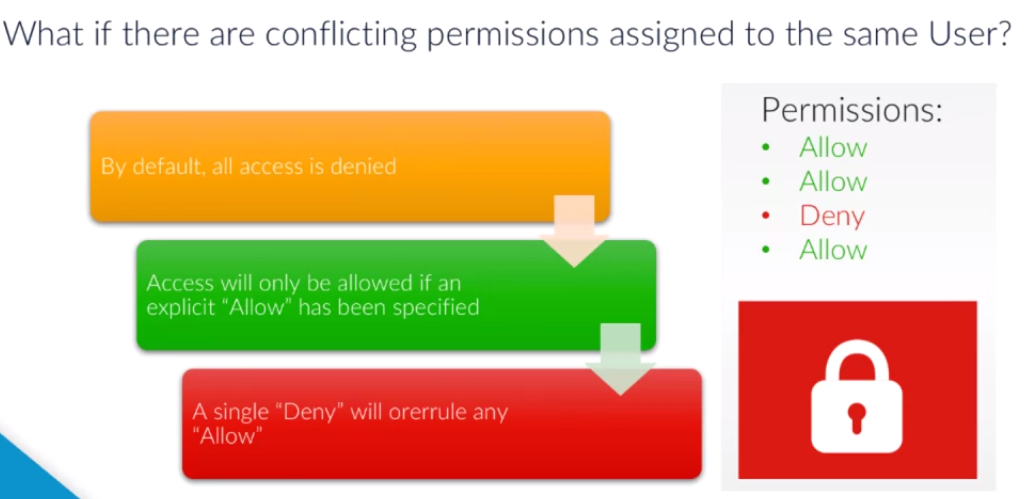 What if there are conflicting permissions assigned to the same User?
By default, all access is denied
Access will only be allowed if an
explicit “Allow” has been specified
A single “Deny” will orerrule any
“Allow”
Permissions:
• Allow
• Allow
• Deny
• Allow